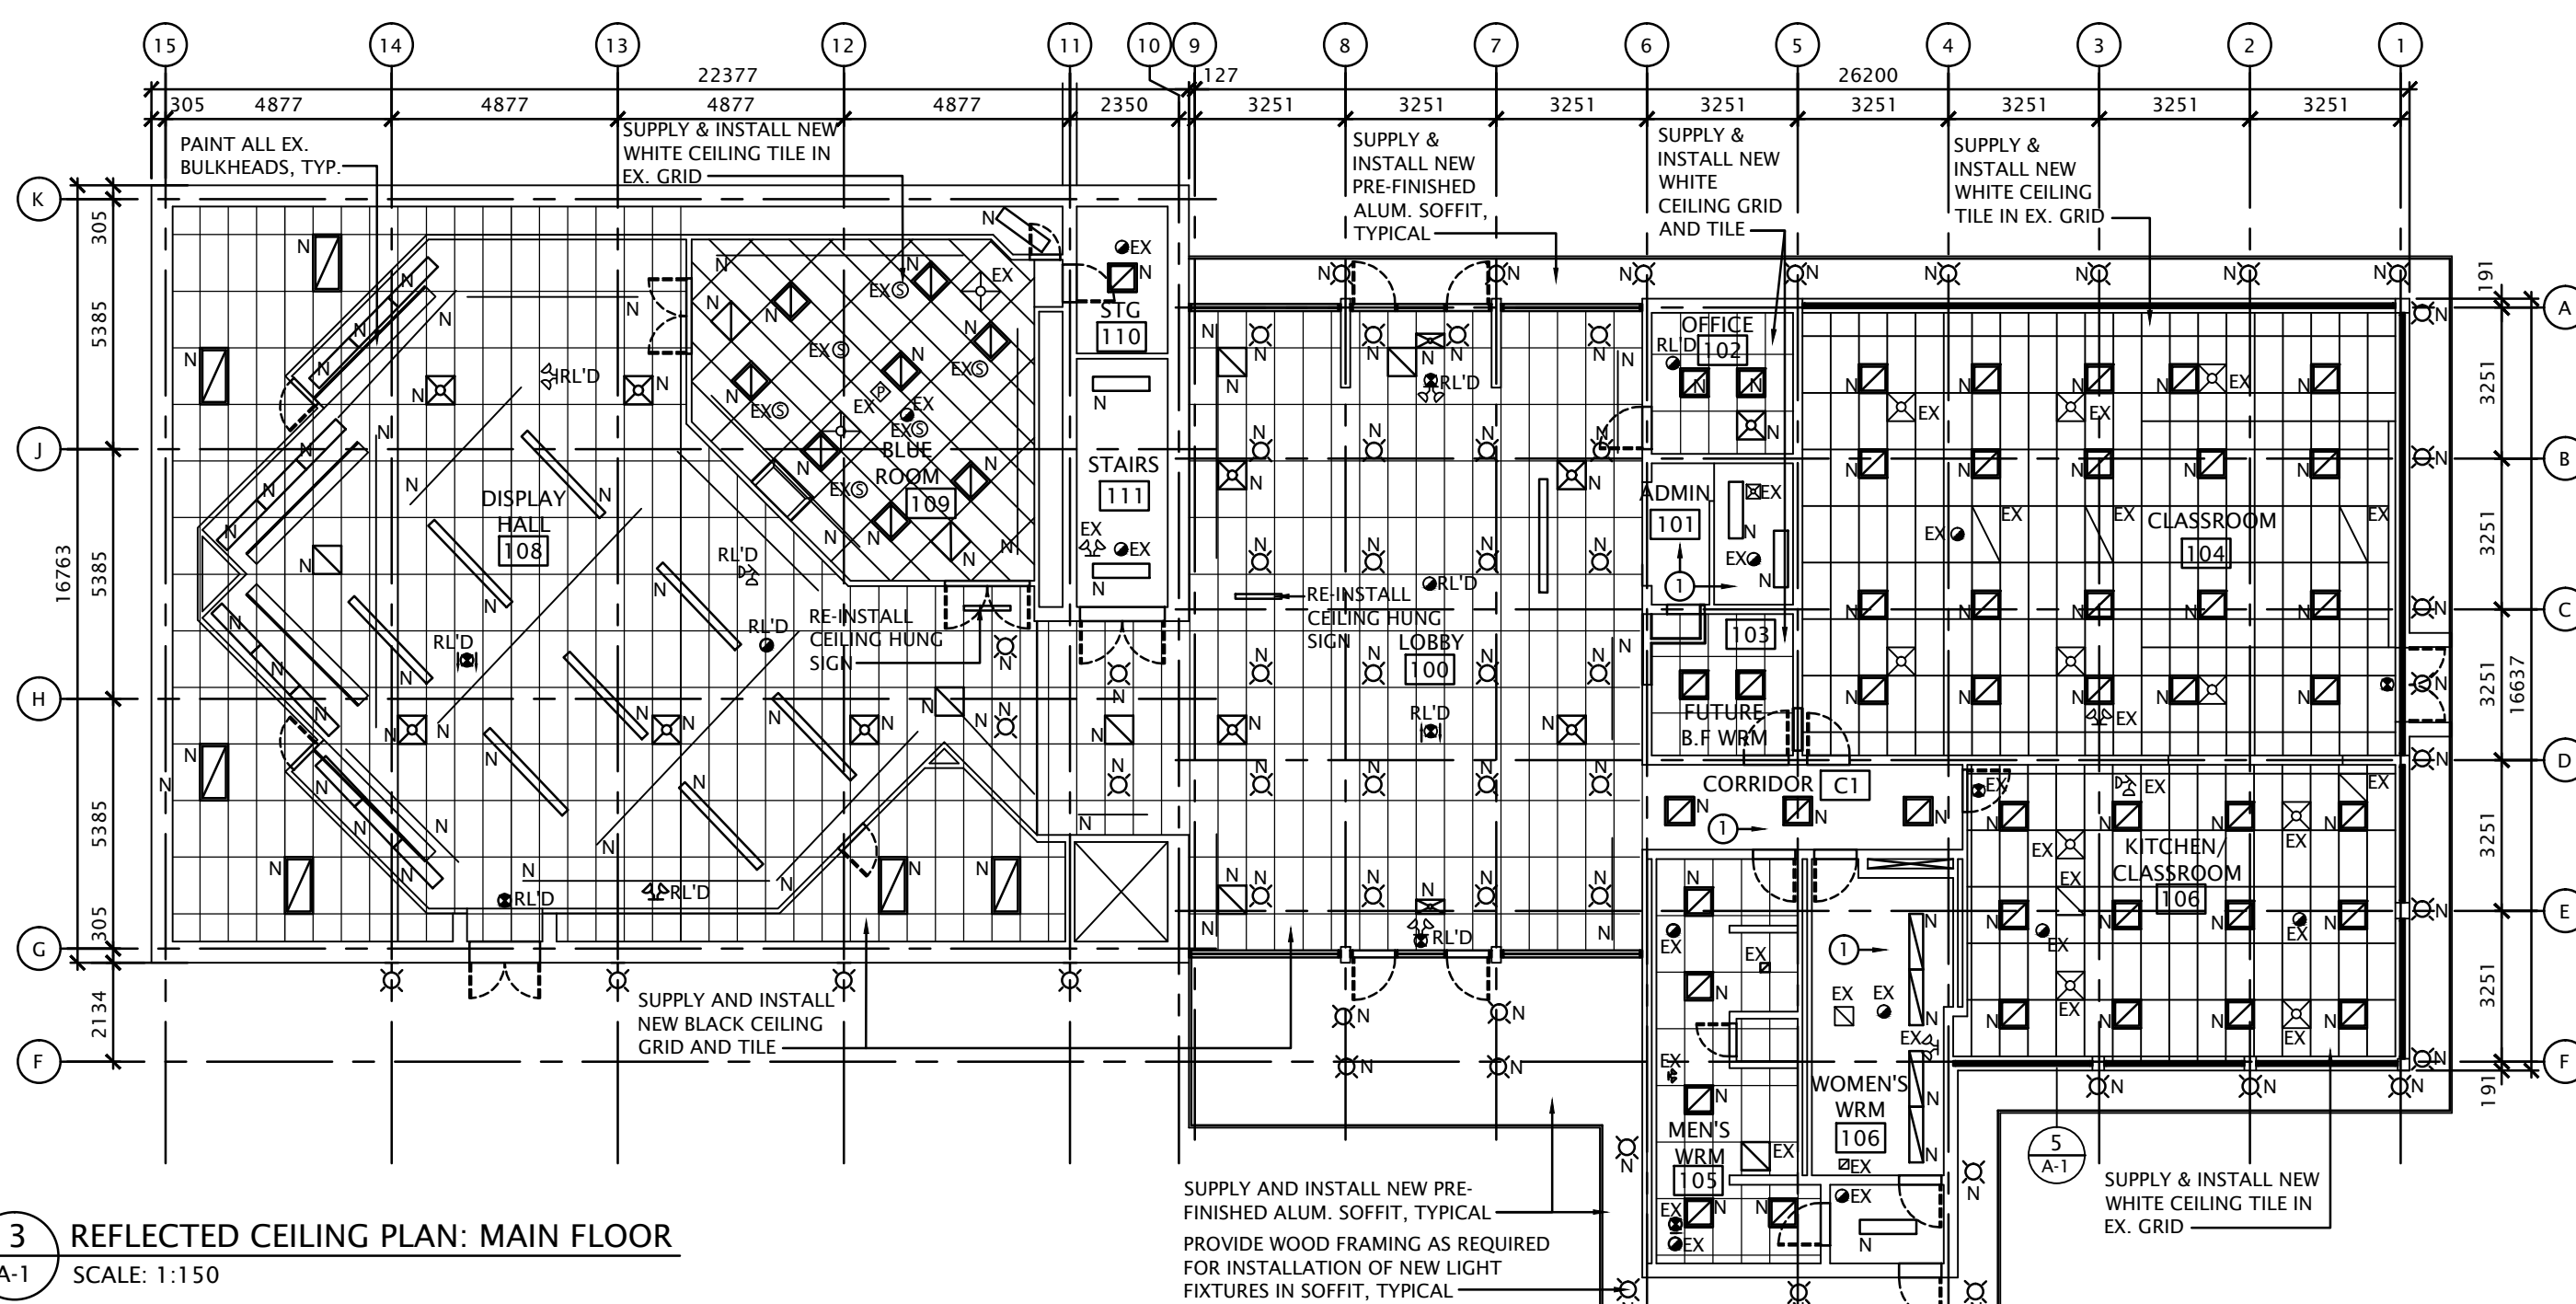 15 14 13 12 11 10 9 8 7 6 5 4 3 2 1
22377 127 26200
305 4877 4877 4877 4877 2350 3251 3251 3251 3251 3251 3251 3251 3251
PAINT ALL EX.
BULKHEADS, TYP.
SUPPLY & INSTALL NEW
WHITE CEILING TILE IN
EX. GRID
SUPPLY &
INSTALL NEW
PRE-FINISHED
ALUM. SOFFIT,
TYPICAL
SUPPLY &
INSTALL NEW
WHITE
CEILING GRID
AND TILE
SUPPLY &
INSTALL NEW
WHITE CEILING
TILE IN EX. GRID
K
J
H
G
F
305
5385
5385
5385
305
2134
16763
A
B
C
D
E
F
191
3251
3251
3251
3251
3251
191
16637
STG
110
STAIRS
111
BLUE
ROOM
109
DISPLAY
HALL
108
RE-INSTALL
CEILING HUNG
SIGN
RE-INSTALL
CEILING HUNG
SIGN
LOBBY
100
OFFICE
102
ADMIN.
101
1
103
FUTURE
B.F WRM
CLASSROOM
104
CORRIDOR C1
1
KITCHEN/
CLASSROOM
106
1
WOMEN'S
WRM
106
MEN'S
WRM
105
N
EX
RL'D
S
P
SUPPLY AND INSTALL
NEW BLACK CEILING
GRID AND TILE
SUPPLY AND INSTALL NEW PRE-
FINISHED ALUM. SOFFIT, TYPICAL
PROVIDE WOOD FRAMING AS REQUIRED
FOR INSTALLATION OF NEW LIGHT
FIXTURES IN SOFFIT, TYPICAL
5
A-1
SUPPLY & INSTALL NEW
WHITE CEILING TILE IN
EX. GRID
3
A-1
REFLECTED CEILING PLAN: MAIN FLOOR
SCALE: 1:150